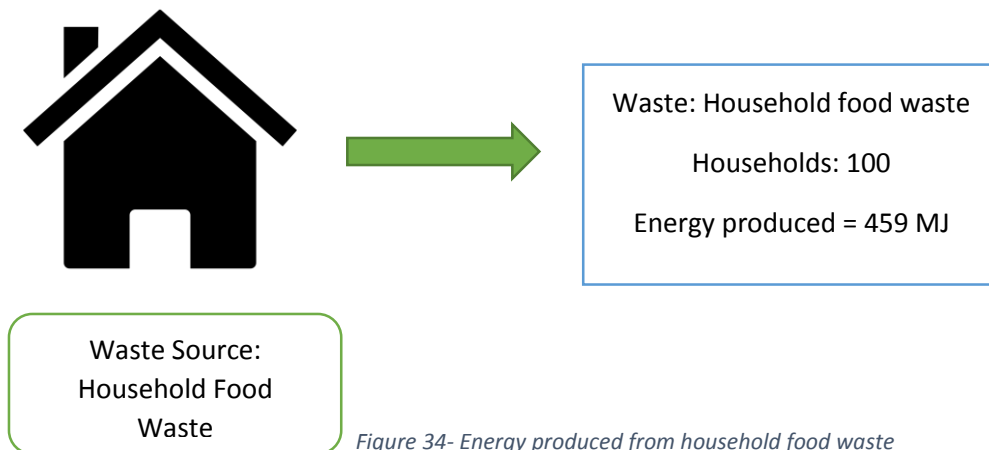 Waste: Household food waste
Households: 100
Energy produced = 459 MJ
Waste Source:
Household Food
Waste
Figure 34- Energy produced from household food waste